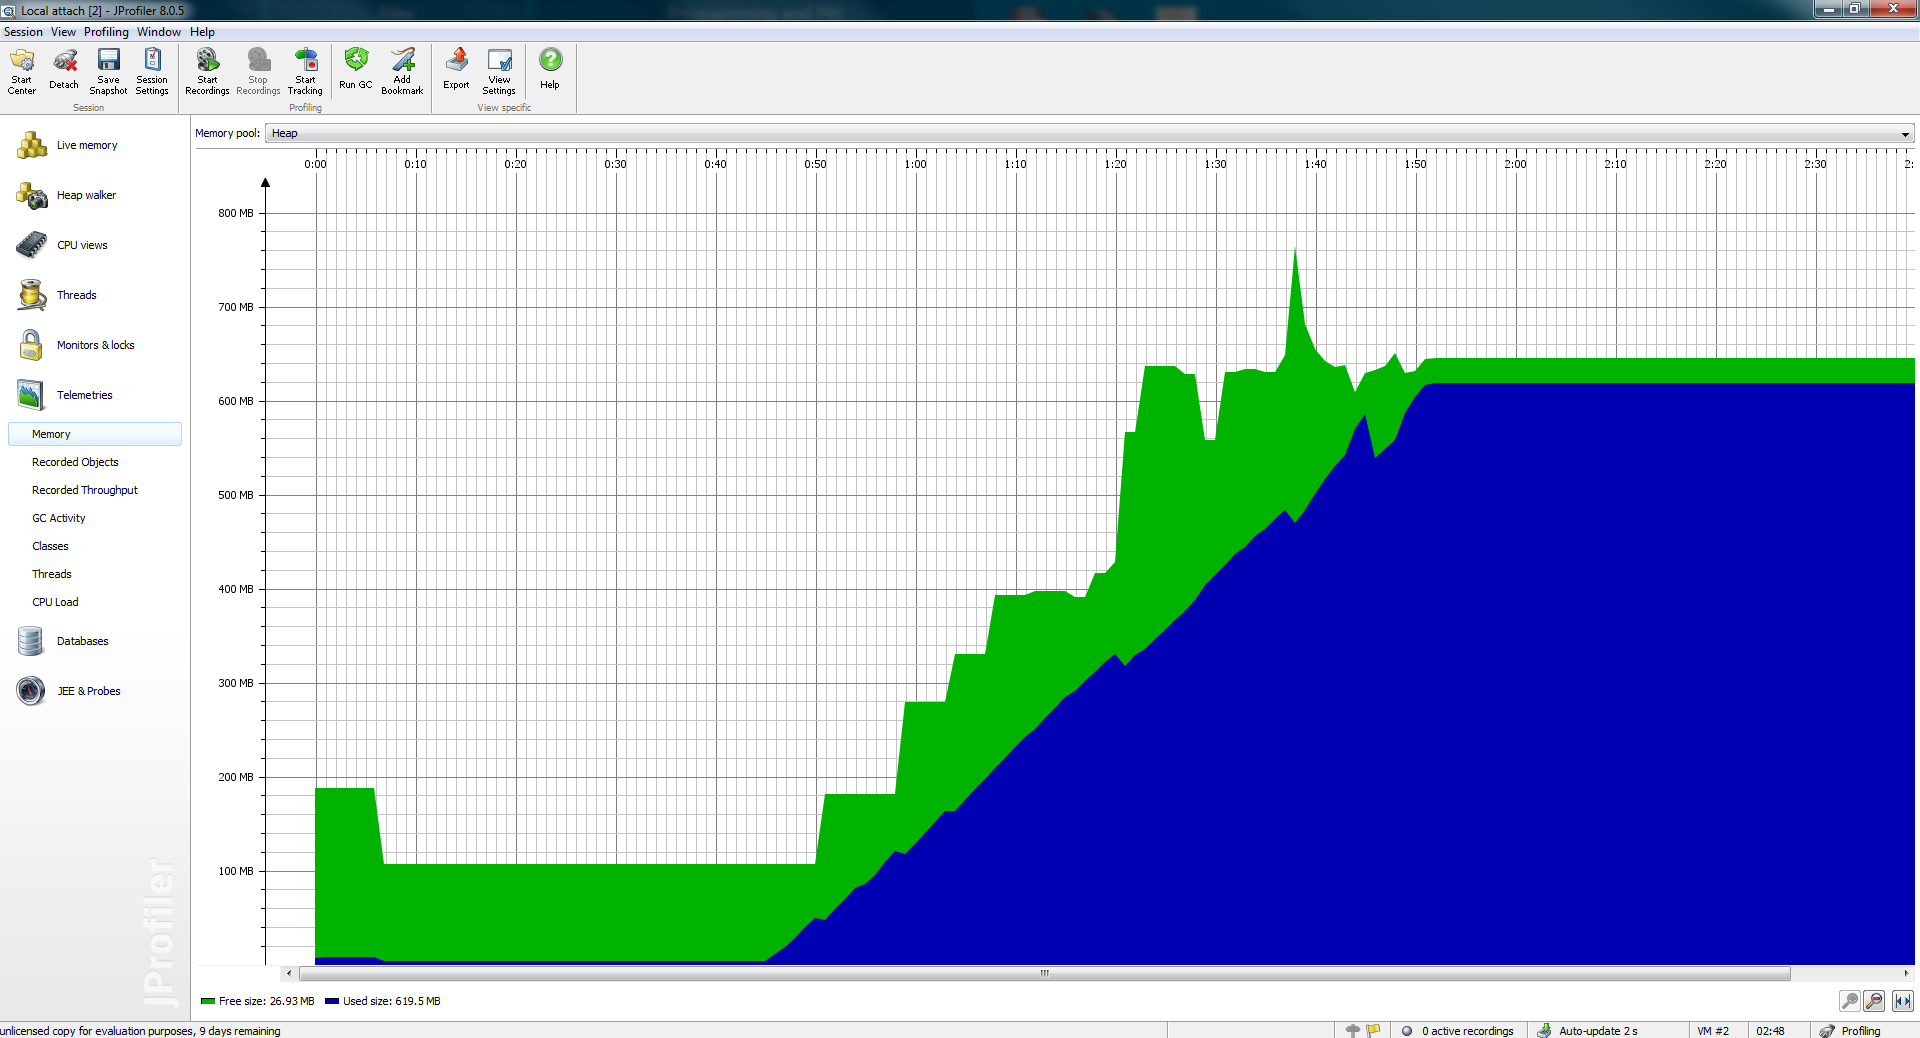 Local attach [2] - JProfiler 8.0.5
Session View Profiling Window Help
Start Center
Detach
Save Snapshot
Session Settings
Start Recordings
Stop Recordings
Start Tracking
Run GC
Add Bookmark
Export
View Settings
Help
Session
Profiling
View specific
Live memory
Heap walker
CPU views
Threads
Monitors & locks
Telemetries
Memory
Recorded Objects
Recorded Throughput
GC Activity
Classes
Threads
CPU Load
Databases
JEE & Probes
JProfiler
Memory pool: Heap
0:00 0:10 0:20 0:30 0:40 0:50 1:00 1:10 1:20 1:30 1:40 1:50 2:00 2:10 2:20 2:30 2:
800 MB
700 MB
600 MB
500 MB
400 MB
300 MB
200 MB
100 MB
Free size: 26.93 MB Used size: 619.5 MB
unlicensed copy for evaluation purposes, 9 days remaining
0 active recordings
Auto-update 2 s
VM #2
02:48
Profiling